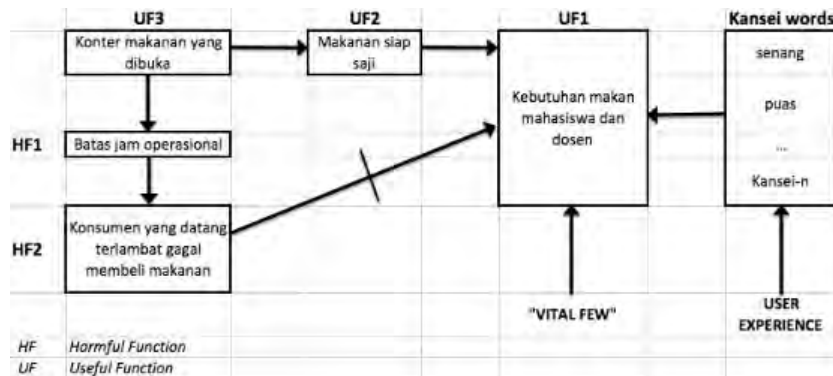 UF3 UF2 UF1 Kansei words
Konter makanan yang
dibuka
Makanan siap
saji
Kebutuhan makan
mahasiswa dan
dosen
senang
puas
...
Kansei-n
HF1
Batas jam operasional
HF2
Konsumen yang datang
terlambat gagal
membeli makanan
"VITAL FEW"
USER
EXPERIENCE
HF Harmful Function
UF Useful Function